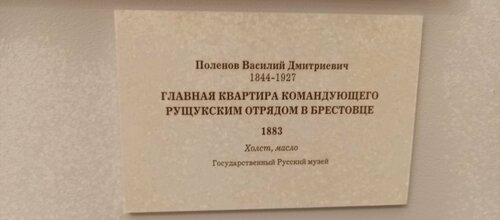 Поленов Василий Дмитриевич
1844-1927
ГЛАВНАЯ КВАРТИРА КОМАНДУЮЩЕГО
РУЩУКСКИМ ОТРЯДОМ В БРЕСТОВЦЕ
1883
Холст, масло
Государственный Русский музей